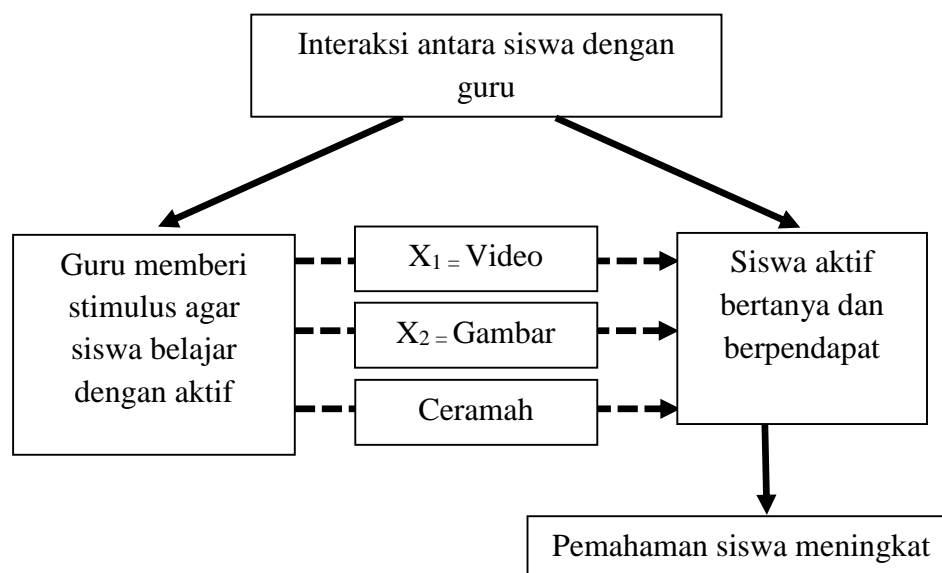 Interaksi antara siswa dengan
guru
Guru memberi
stimulus agar
siswa belajar
dengan aktif
X₁ = Video
X₂ = Gambar
Ceramah
Siswa aktif
bertanya dan
berpendapat
Pemahaman siswa meningkat